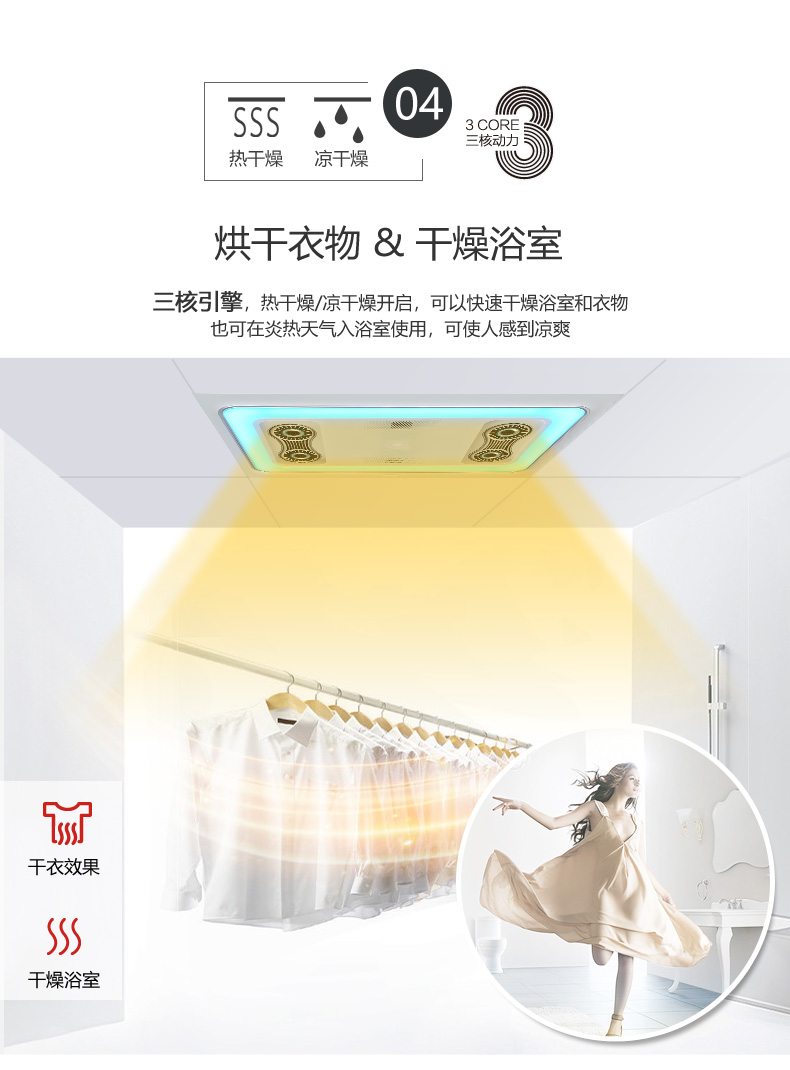 SSS
热干燥
凉干燥
04
3 CORE
三核动力
3
烘干衣物 & 干燥浴室
三核引擎，热干燥/凉干燥开启，可以快速干燥浴室和衣物
也可在炎热天气入浴室使用，可使人感到凉爽
干衣效果
干燥浴室